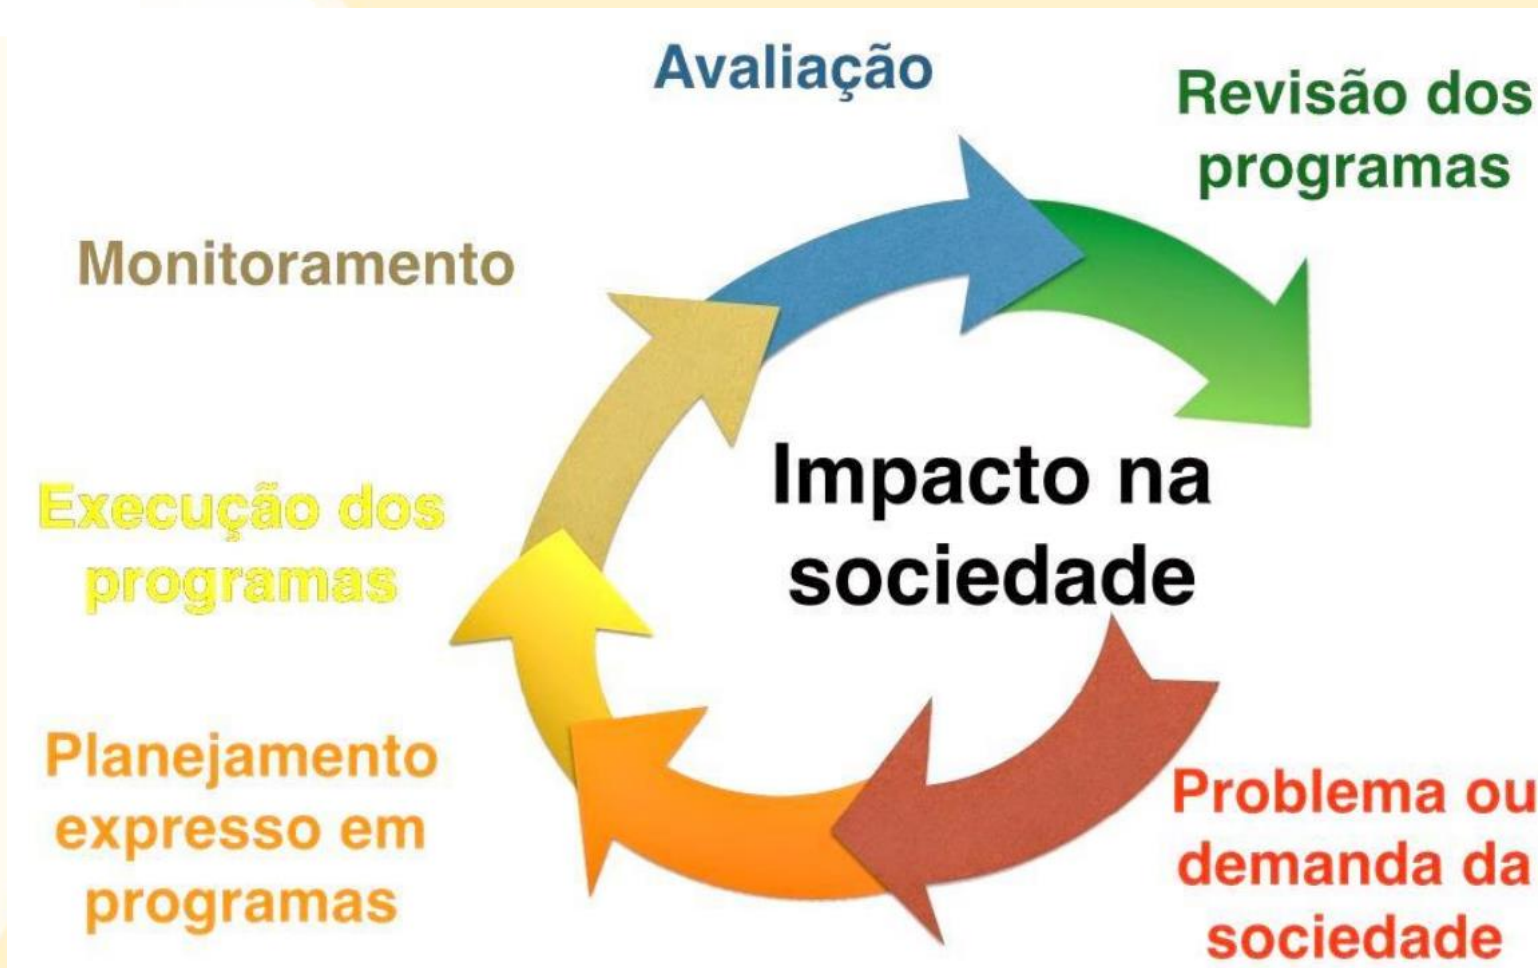 Avaliação
Revisão dos
programas
Monitoramento
Impacto na
sociedade
Execução dos
programas
Planejamento
expresso em
programas
Problema ou
demanda da
sociedade